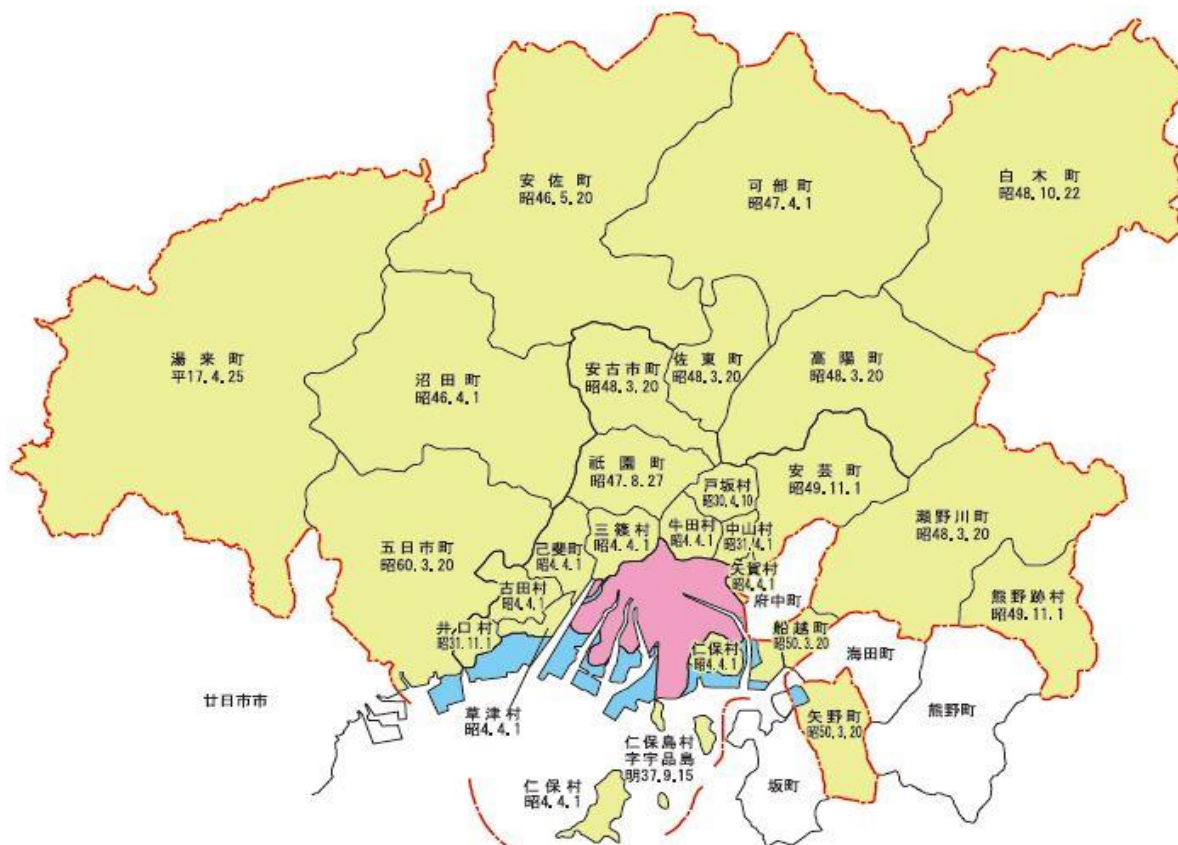 安佐町
昭46.5.20
可部町
昭47.4.1
白木町
昭48.10.22
湯来町
平17.4.25
沼田町
昭46.4.1
安古市町
昭48.3.20
佐東町
昭48.3.20
高陽町
昭48.3.20
祇園町
昭47.8.27
戸坂村
昭30.4.10
安芸町
昭49.11.1
瀬野川町
昭48.3.20
五日市町
昭60.3.20
己斐町
昭4.4.1
三篠村
昭4.4.1
牛田村
昭4.4.1
中山村
昭31.4.1
矢賀村
昭4.4.1
府中町
熊野跡村
昭49.11.1
古田村
昭4.4.1
井口村
昭31.11.1
仁保村
昭4.4.1
船越町
昭50.3.20
海田町
廿日市市
草津村
昭4.4.1
矢野町
昭50.3.20
熊野町
仁保島村
字宇品島
明37.9.15
坂町
仁保村
昭4.4.1